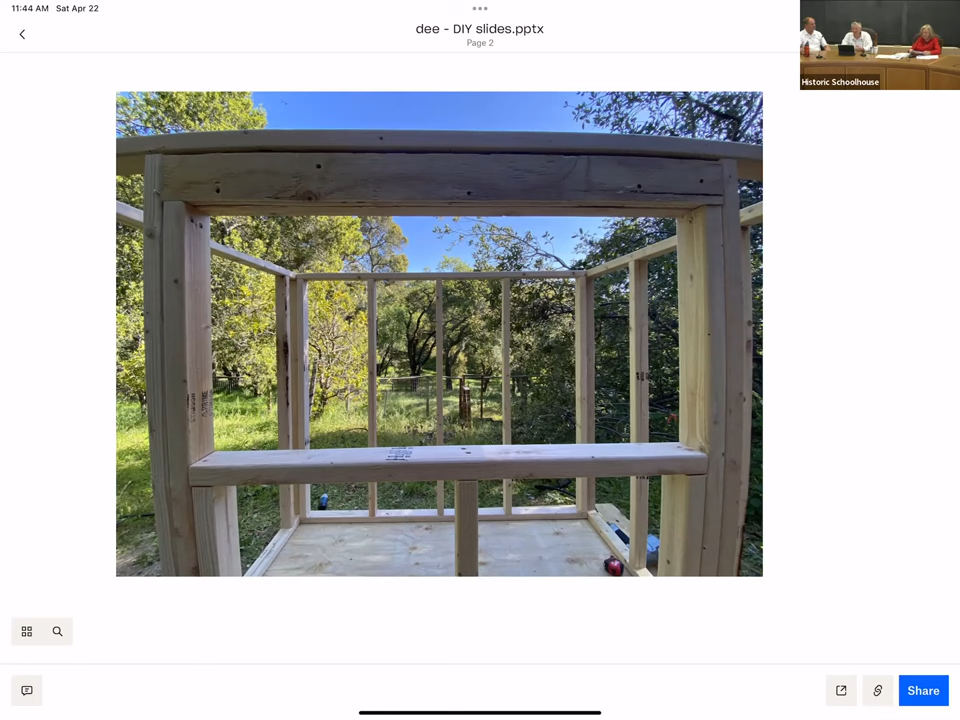 11:44 AM Sat Apr 22
dee - DIY slides.pptx
Page 2
Historic Schoolhouse
Share